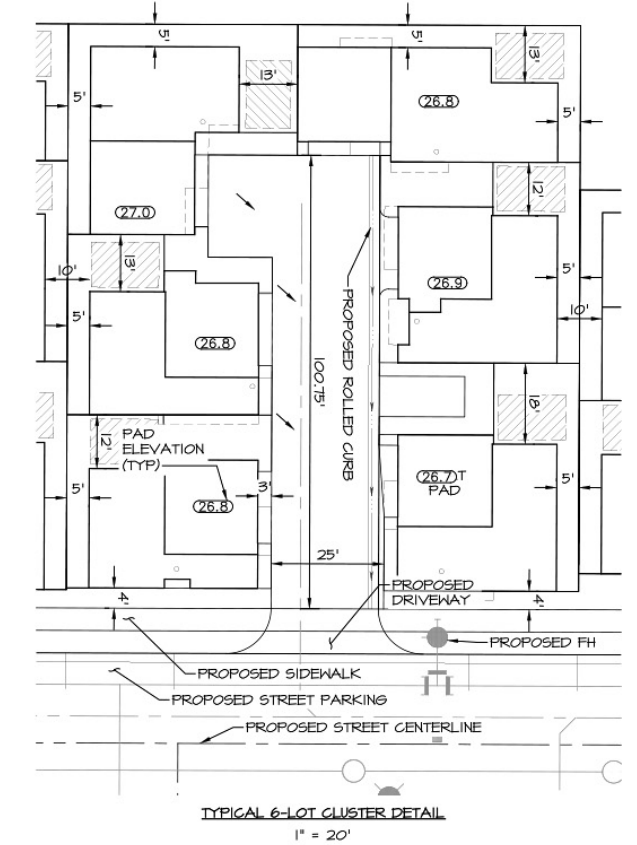 5'
5'
13'
13'
26.8
5'
5'
12'
27.0
13'
10'
5'
26.9
5'
10'
PROPOSED ROLLED CURB
26.8
100.75'
18'
12'
PAD
ELEVATION
(TYP)
5'
26.8
3'
26.7 T
PAD
5'
25'
4'
PROPOSED
DRIVEWAY
4'
PROPOSED FH
PROPOSED SIDEWALK
PROPOSED STREET PARKING
PROPOSED STREET CENTERLINE
TYPICAL 6-LOT CLUSTER DETAIL
1" = 20'